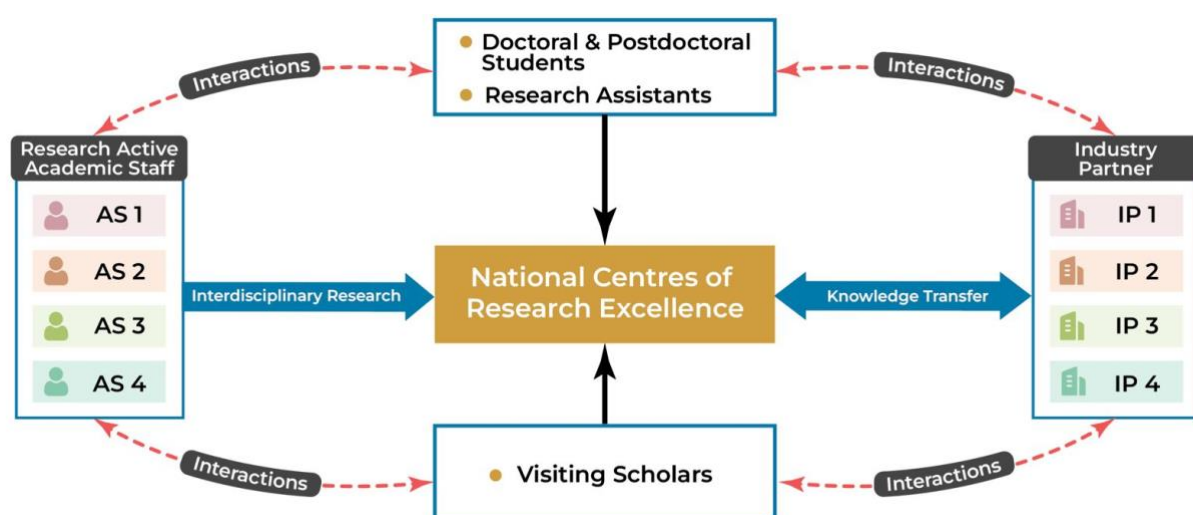 Doctoral & Postdoctoral
Students
Research Assistants
Interactions
Interactions
Research Active
Academic Staff
AS 1
AS 2
AS 3
AS 4
Interdisciplinary Research
National Centres of
Research Excellence
Knowledge Transfer
Industry
Partner
IP 1
IP 2
IP 3
IP 4
Interactions
Visiting Scholars
Interactions